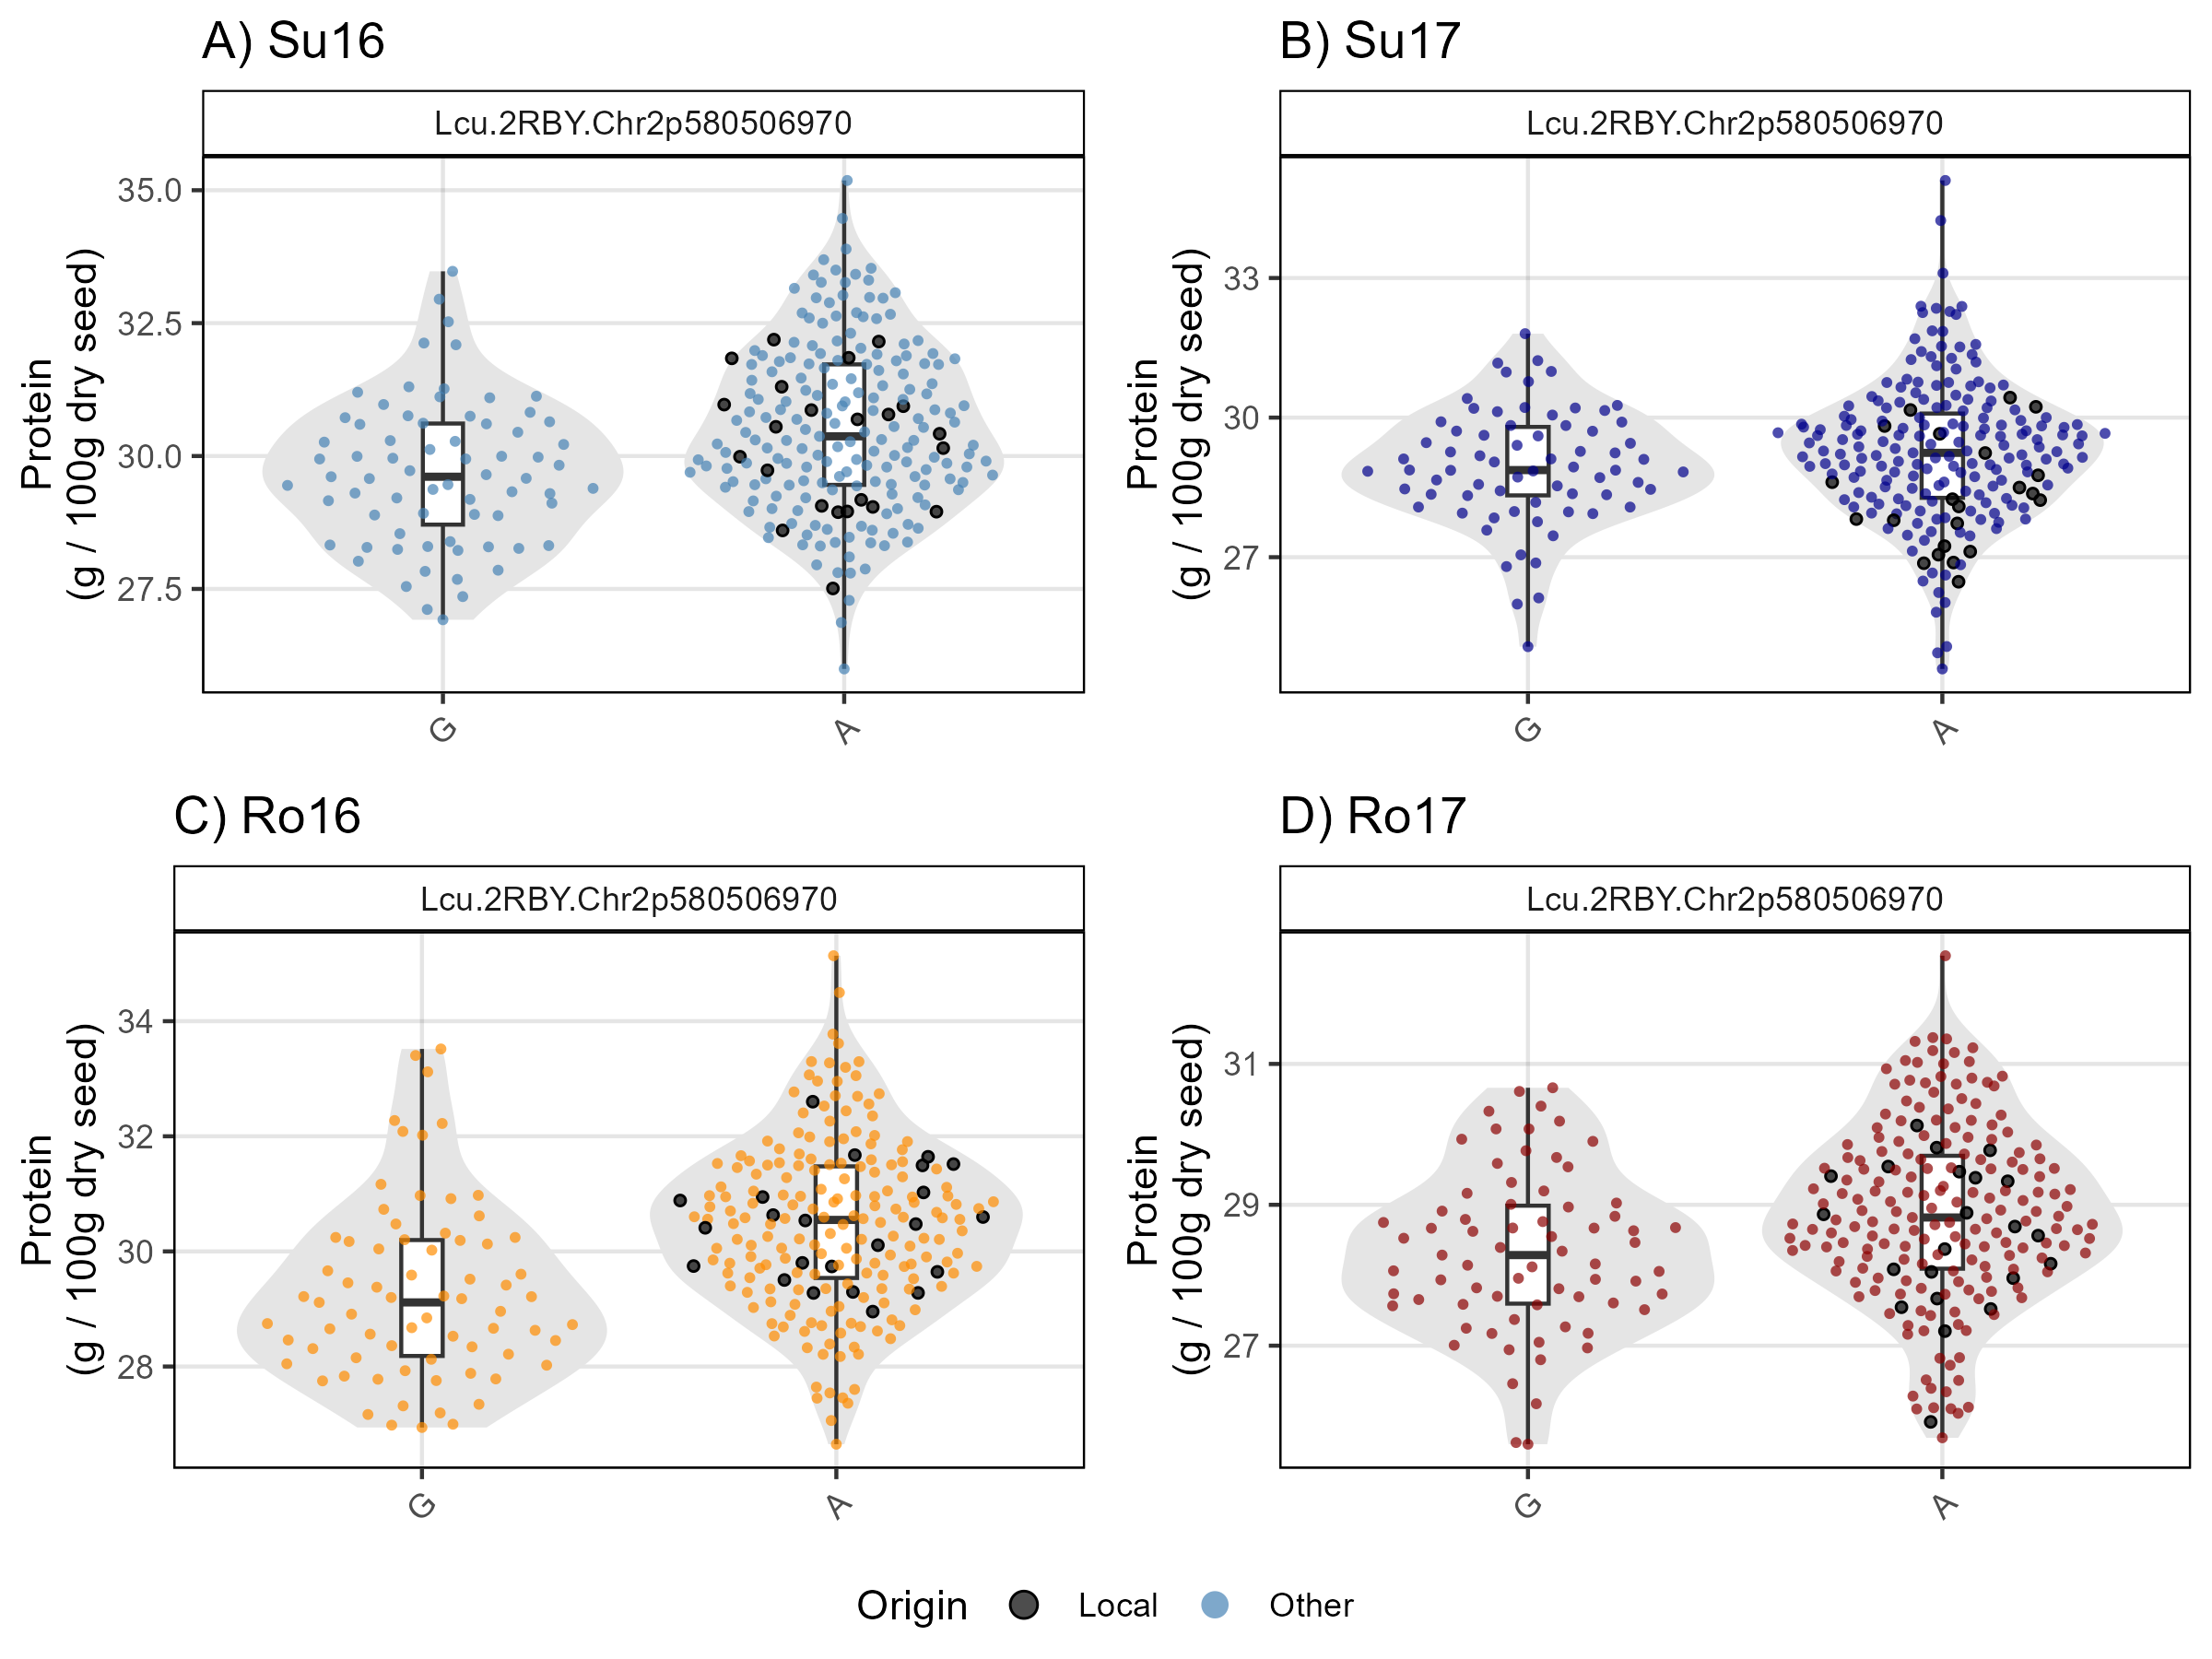 A) Su16
Lcu.2RBY.Chr2p580506970
Protein
(g / 100g dry seed)
35.0
32.5
30.0
27.5
G
A
B) Su17
Lcu.2RBY.Chr2p580506970
Protein
(g / 100g dry seed)
33
30
27
G
A
C) Ro16
Lcu.2RBY.Chr2p580506970
Protein
(g / 100g dry seed)
34
32
30
28
G
A
D) Ro17
Lcu.2RBY.Chr2p580506970
Protein
(g / 100g dry seed)
31
29
27
G
A
Origin Local Other